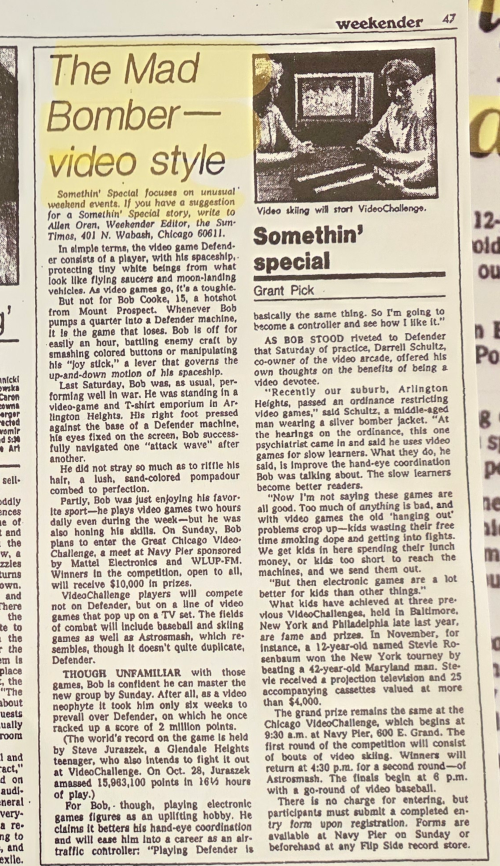 weekender 47
The Mad
Bomber—
video style
Somethin' Special focuses on unusual
weekend events. If you have a suggestion
for a Somethin' Special story, write to
Allen Oren, Weekender Editor, the Sun-
Times, 401 N. Wabash, Chicago 60611.
In simple terms, the video game Defend-
er consists of a player, with his spaceship,
protecting tiny white beings from what
look like flying saucers and moon-landing
vehicles. As video games go, it's a toughie.
But not for Bob Cooke, 15, a hotshot
from Mount Prospect. Whenever Bob
pumps a quarter into a Defender machine,
it is the game that loses. Bob is off for
easily an hour, battling enemy craft by
smashing colored buttons or manipulating
his "joy stick," a lever that governs the
up-and-down motion of his spaceship.
Last Saturday, Bob was, as usual, per-
forming well in war. He was standing in a
video-game and T-shirt emporium in Ar-
lington Heights. His right foot pressed
against the base of a Defender machine,
his eyes fixed on the screen, Bob success-
fully navigated one "attack wave" after
another.
He did not stray so much as to riffle his
hair, a lush, sand-colored pompadour
combed to perfection.
Partly, Bob was just enjoying his favor-
ite sport—he plays video games two hours
daily even during the week—but he was
also honing his skills. On Sunday, Bob
plans to enter the Great Chicago Video-
Challenge, a meet at Navy Pier sponsored
by Mattel Electronics and WLUP-FM.
Winners in the competition, open to all,
will receive $10,000 in prizes.
VideoChallenge players will compete
not on Defender, but on a line of video
games that pop up on a TV set. The fields
of combat will include baseball and skiing
games as well as Astrosmash, which re-
sembles, though it doesn't quite duplicate,
Defender.
THOUGH UNFAMILIAR with those
games, Bob is confident he can master the
new group by Sunday. After all, as a video
neophyte it took him only six weeks to
prevail over Defender, on which he once
racked up a score of 2 million points.
(The world's record on the game is held
by Steve Juraszek, a Glendale Heights
teenager, who also intends to fight it out
at VideoChallenge. On Oct. 28, Juraszek
amassed 15,963,100 points in 16½ hours
of play.)
For Bob, though, playing electronic
games figures as an uplifting hobby. He
claims it betters his hand-eye coordination
and will ease him into a career as an air-
traffic controller: "Playing Defender is
Video skiing will start VideoChallenge.
Somethin'
special
Grant Pick
basically the same thing. So I'm going to
become a controller and see how I like it."
AS BOB STOOD riveted to Defender
that Saturday of practice, Darrell Schultz,
co-owner of the video arcade, offered his
own thoughts on the benefits of being a
video devotee.
"Recently our suburb, Arlington
Heights, passed an ordinance restricting
video games," said Schultz, a middle-aged
man wearing a silver bomber jacket. "At
the hearings on the ordinance, this one
psychiatrist came in and said he uses video
games for slow learners. What they do, he
said, is improve the hand-eye coordination
Bob was talking about. The slow learners
become better readers.
"Now I'm not saying these games are
all good. Too much of anything is bad, and
with video games the old 'hanging out'
problems crop up—kids wasting their free
time smoking dope and getting into fights.
We get kids in here spending their lunch
money, or kids too short to reach the
machines, and we send them out.
"But then electronic games are a lot
better for kids than other things."
What kids have achieved at three pre-
vious VideoChallenges, held in Baltimore,
New York and Philadelphia late last year,
are fame and prizes. In November, for
instance, a 12-year-old named Stevie Ro-
senbaum won the New York tourney by
beating a 42-year-old Maryland man. Ste-
vie received a projection television and 25
accompanying cassettes valued at more
than $4,000.
The grand prize remains the same at the
Chicago VideoChallenge, which begins at
9:30 a.m. at Navy Pier, 600 E. Grand. The
first round of the competition will consist
of bouts of video skiing. Winners will
return at 4:30 p.m. for a second round—of
Astrosmash. The finals begin at 6 p.m.
with a go-round of video baseball.
There is no charge for entering, but
participants must submit a completed en-
try form upon registration. Forms are
available at Navy Pier on Sunday or
beforehand at any Flip Side record store.